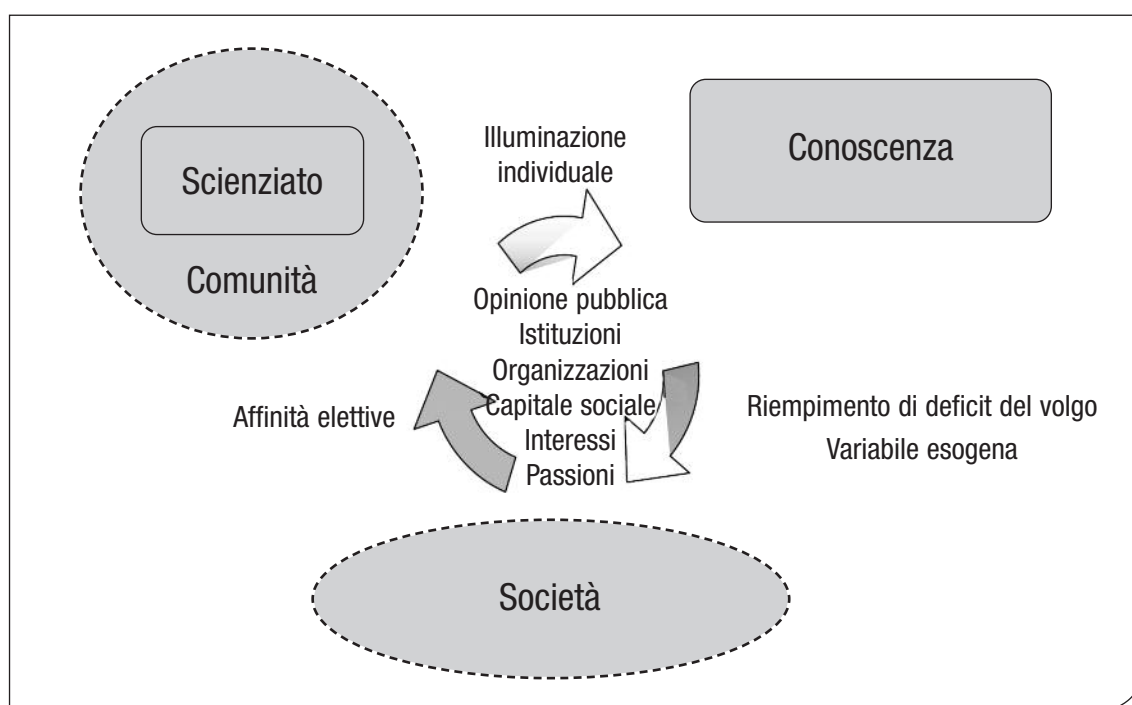 Scienziato
Comunità
Illuminazione
individuale
Conoscenza
Opinione pubblica
Istituzioni
Organizzazioni
Capitale sociale
Interessi
Passioni
Affinità elettive
Riempimento di deficit del volgo
Variabile esogena
Società